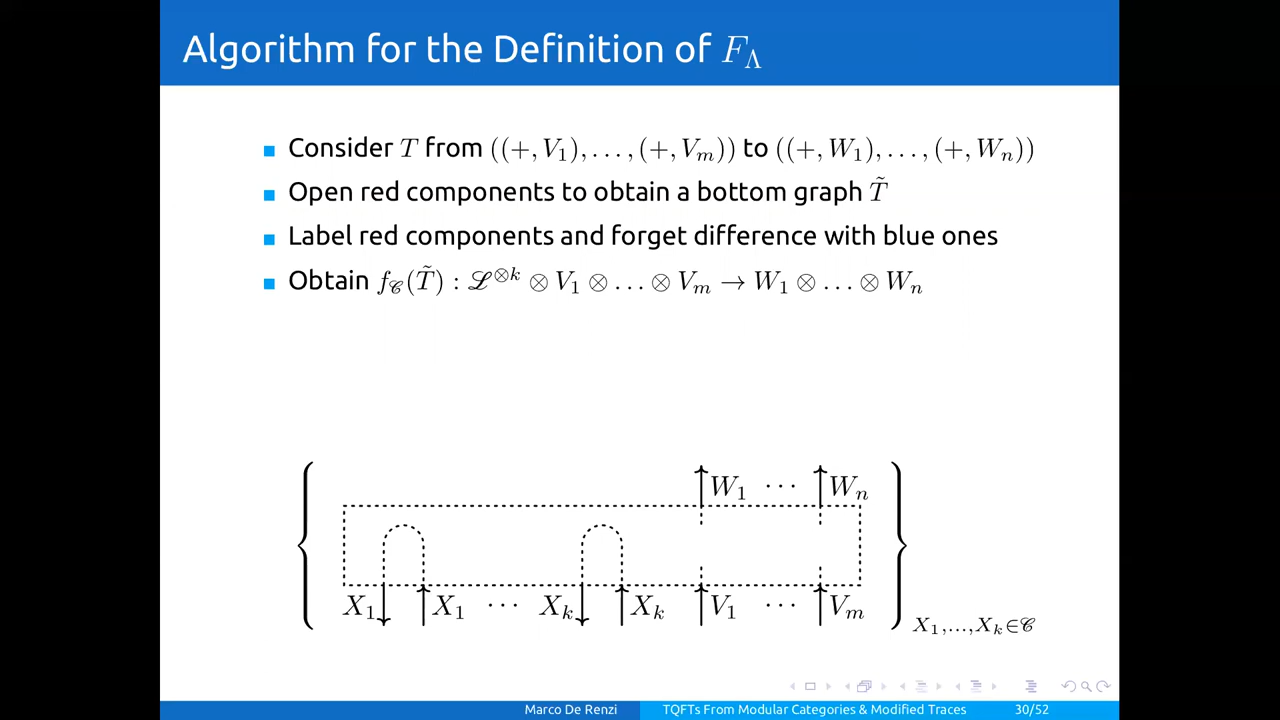 Algorithm for the Definition of F_Λ
Consider T from ((+, V_1), . . . , (+, V_m)) to ((+, W_1), . . . , (+, W_n))
Open red components to obtain a bottom graph T̃
Label red components and forget difference with blue ones
Obtain f_𝒞(T̃) : ℒ^{⊗k} ⊗ V_1 ⊗ . . . ⊗ V_m → W_1 ⊗ . . . ⊗ W_n
W_1 · · · W_n
X_1 X_1 · · · X_k X_k V_1 · · · V_m
X_1,...,X_k∈𝒞
Marco De Renzi TQFTs From Modular Categories & Modified Traces 30/52